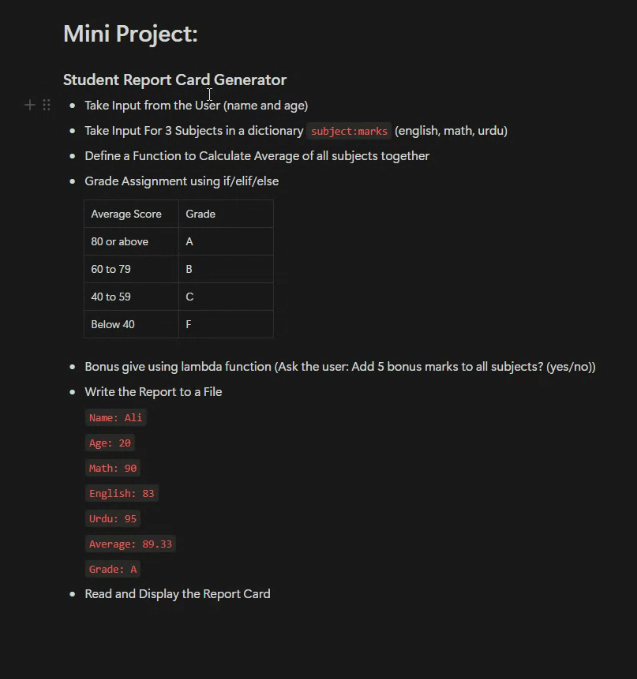 Mini Project:
Student Report Card Generator
Take Input from the User (name and age)
Take Input For 3 Subjects in a dictionary subject:marks (english, math, urdu)
Define a Function to Calculate Average of all subjects together
Grade Assignment using if/elif/else
Average Score Grade
80 or above A
60 to 79 B
40 to 59 C
Below 40 F
Bonus give using lambda function (Ask the user: Add 5 bonus marks to all subjects? (yes/no))
Write the Report to a File
Name: Ali
Age: 20
Math: 90
English: 83
Urdu: 95
Average: 89.33
Grade: A
Read and Display the Report Card